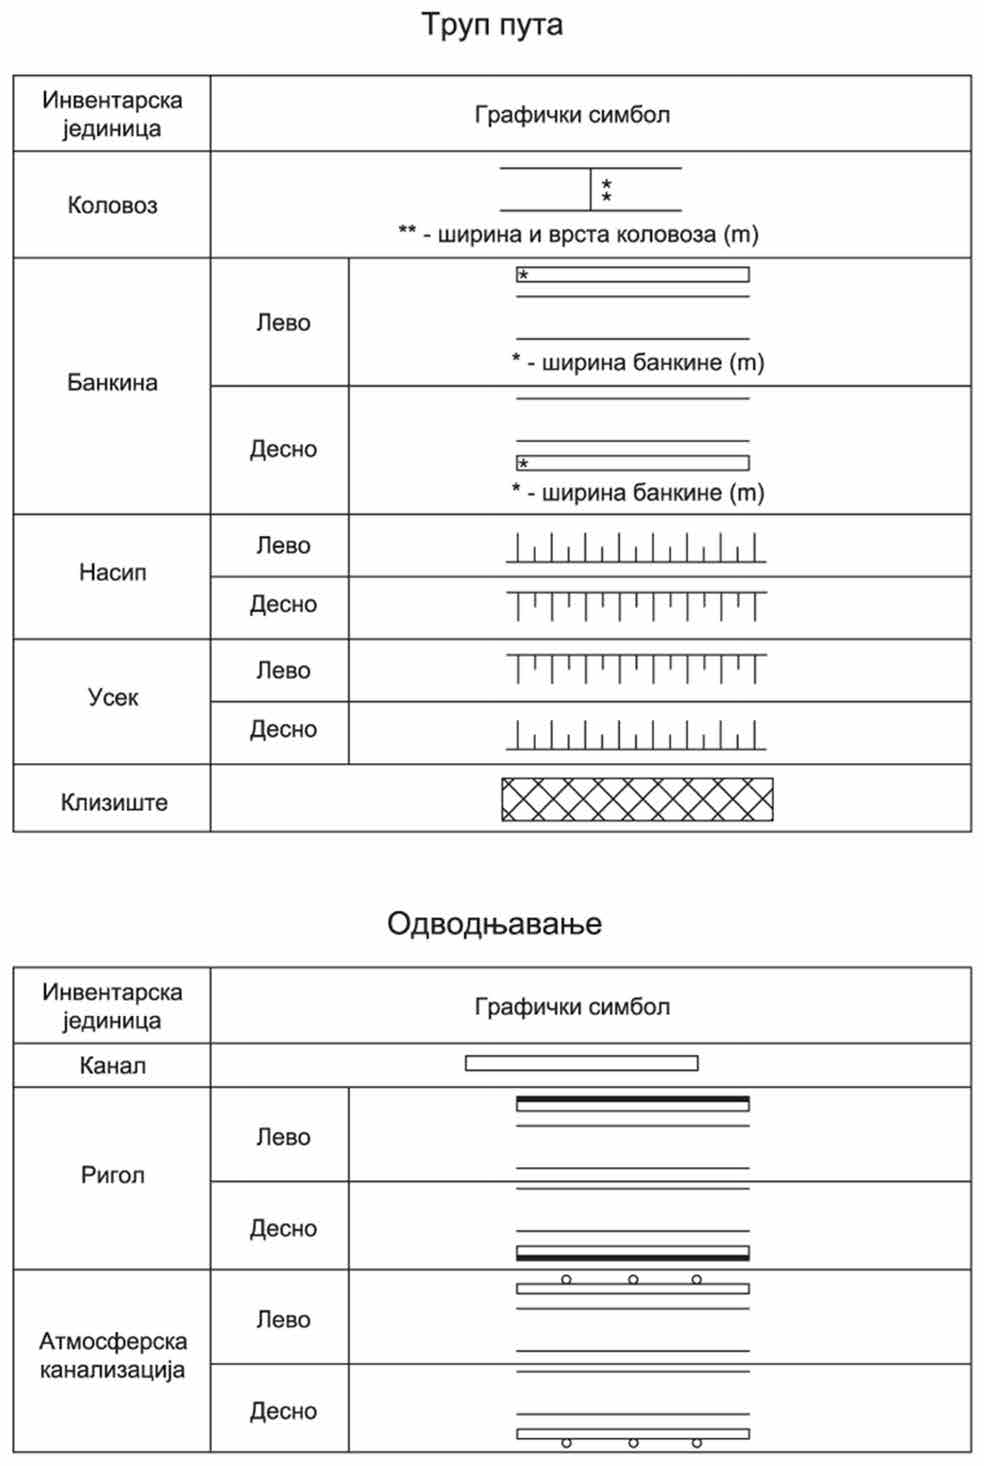 Труп пута
Инвентарска
јединица
Графички симбол
Коловоз
**
** - ширина и врста коловоза (m)
Банкина
Лево
*
* - ширина банкине (m)
Десно
*
* - ширина банкине (m)
Насип
Лево
Десно
Усек
Лево
Десно
Клизиште
Одводњавање
Инвентарска
јединица
Графички симбол
Канал
Ригол
Лево
Десно
Атмосферска
канализација
Лево
Десно